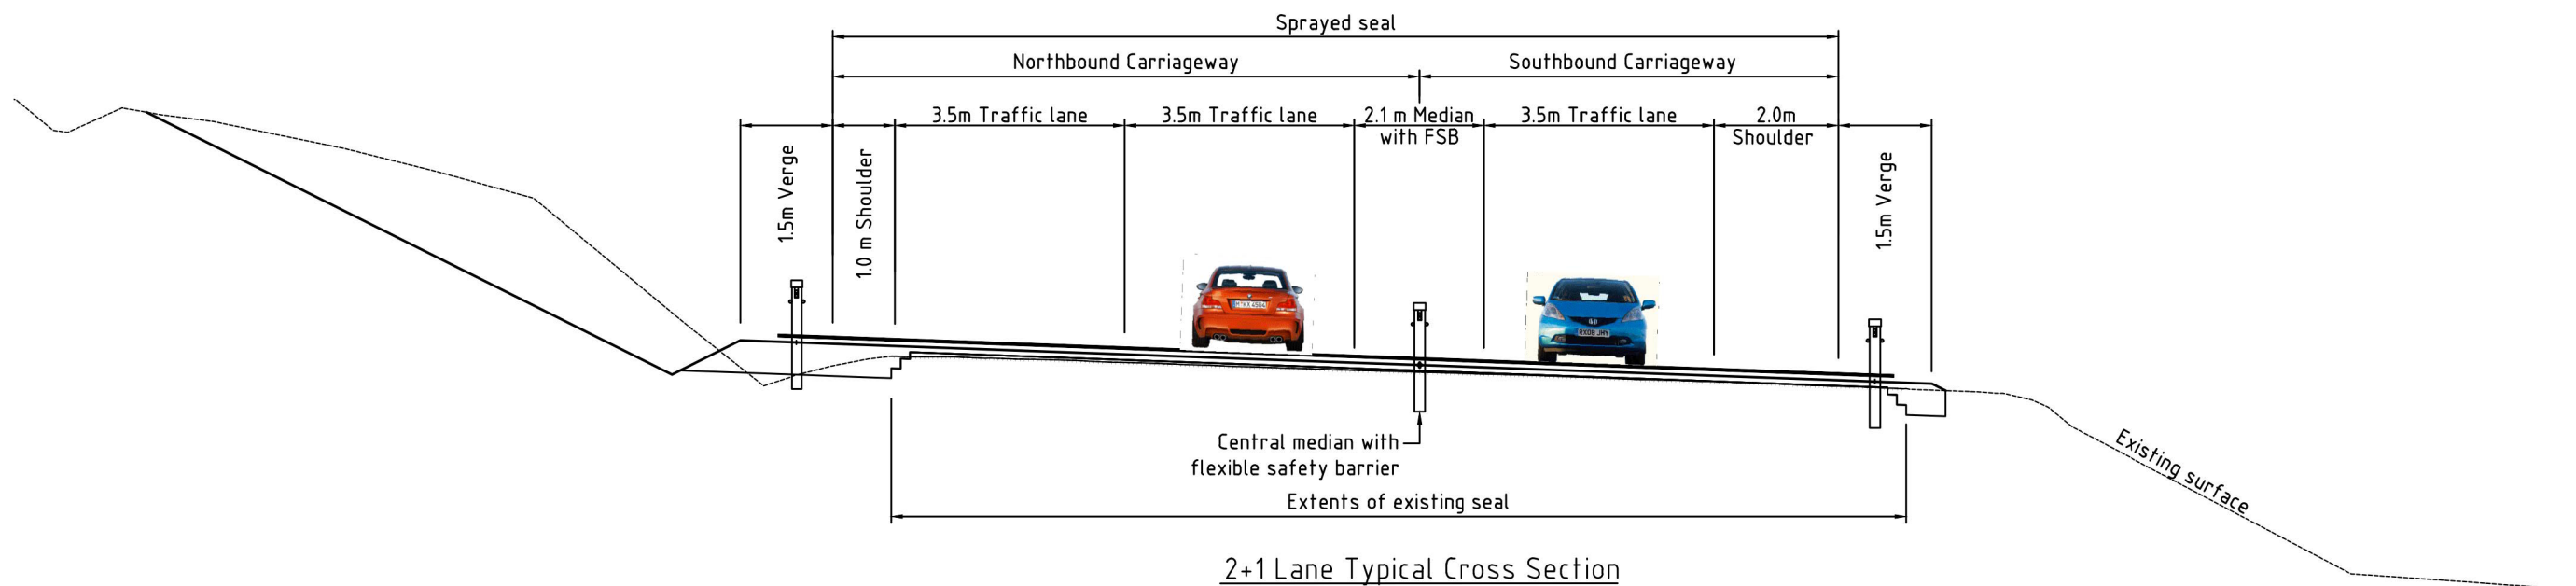 Sprayed seal
Northbound Carriageway
Southbound Carriageway
3.5m Traffic lane
3.5m Traffic lane
2.1 m Median
with FSB
3.5m Traffic lane
2.0m
Shoulder
1.5m Verge
1.0 m Shoulder
1.5m Verge
Central median with
flexible safety barrier
Extents of existing seal
Existing surface
2+1 Lane Typical Cross Section